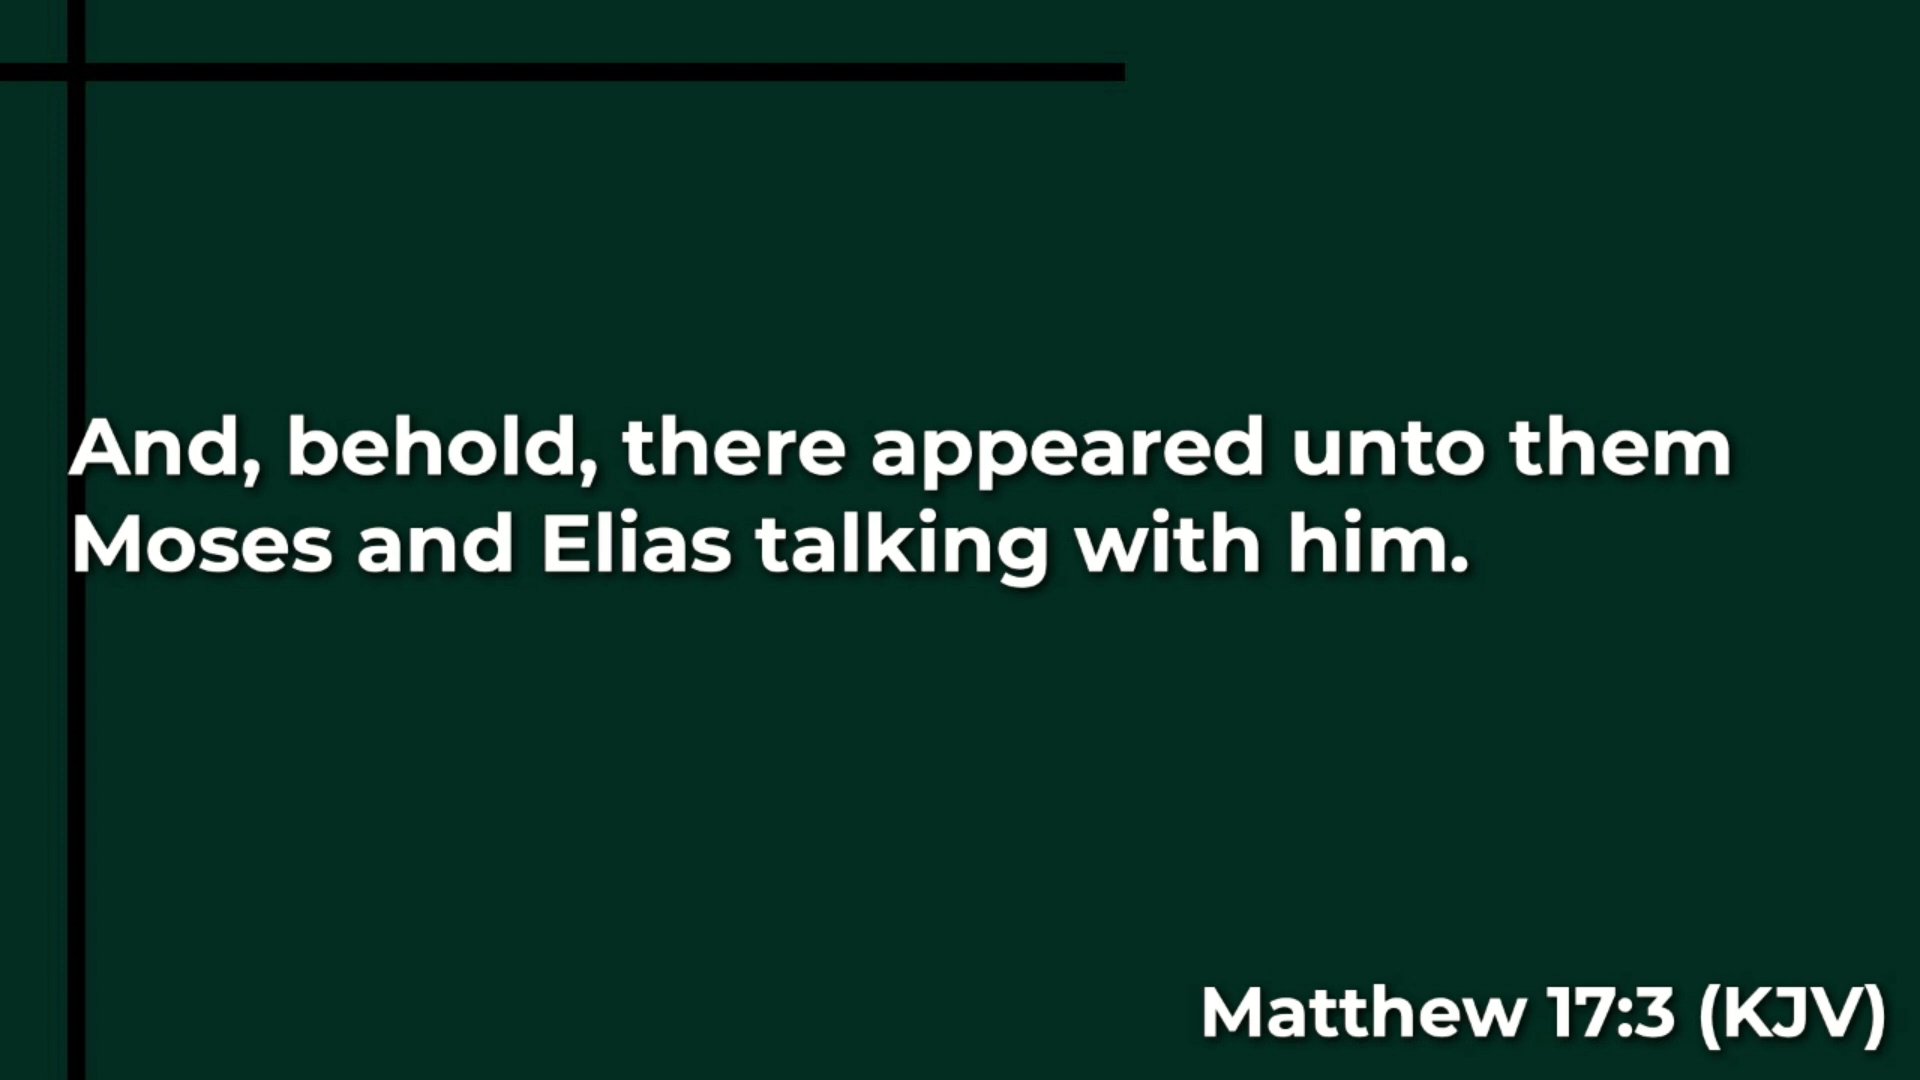 And, behold, there appeared unto them
Moses and Elias talking with him.
Matthew 17:3 (KJV)